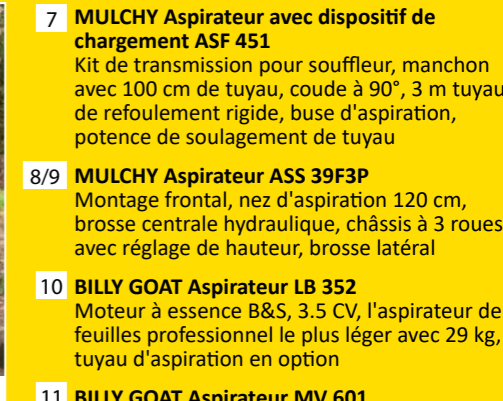 7 MULCHY Aspirateur avec dispositif de
chargement ASF 451
Kit de transmission pour souffleur, manchon
avec 100 cm de tuyau, coude à 90°, 3 m tuyau
de refoulement rigide, buse d'aspiration,
potence de soulagement de tuyau
8/9 MULCHY Aspirateur ASS 39F3P
Montage frontal, nez d'aspiration 120 cm,
brosse centrale hydraulique, châssis à 3 roues
avec réglage de hauteur, brosse latéral
10 BILLY GOAT Aspirateur LB 352
Moteur à essence B&S, 3.5 CV, l'aspirateur de
feuilles professionnel le plus léger avec 29 kg,
tuyau d'aspiration en option
11 BILLY GOAT Aspirateur MV 601